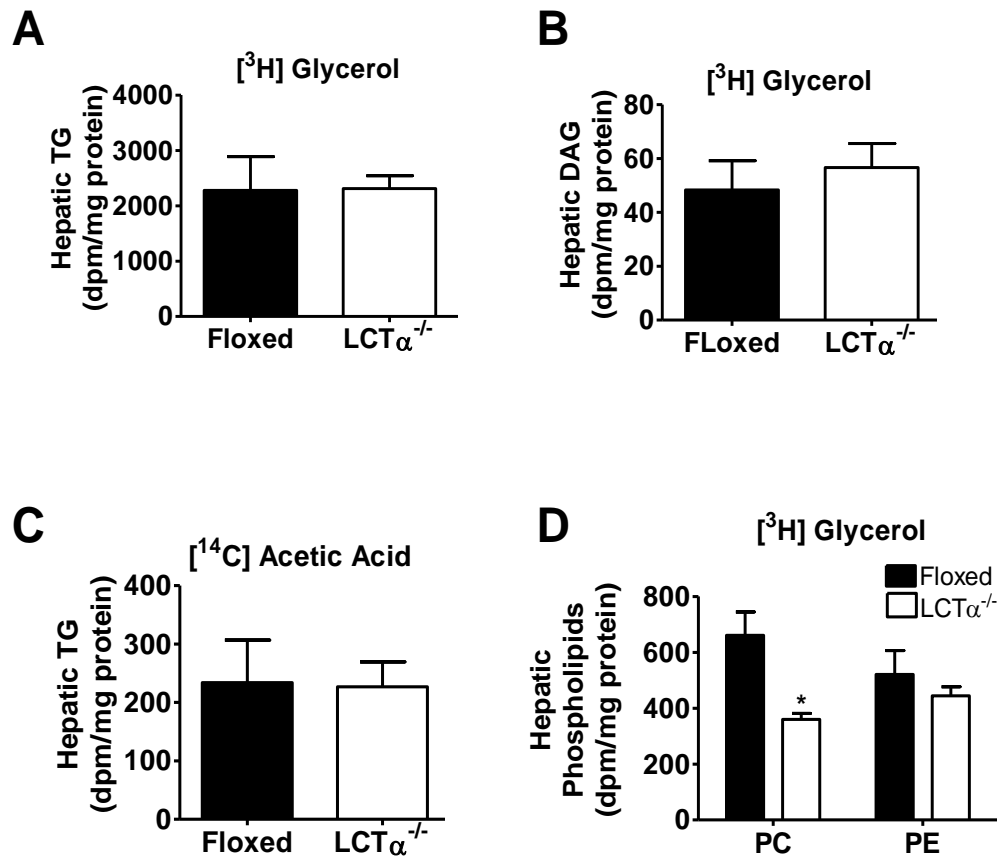 A
[³H] Glycerol
Hepatic TG
(dpm/mg protein)
4000
3000
2000
1000
0
Floxed
LCTα⁻/⁻
B
[³H] Glycerol
Hepatic DAG
(dpm/mg protein)
80
60
40
20
0
FLoxed
LCTα⁻/⁻
C
[¹⁴C] Acetic Acid
Hepatic TG
(dpm/mg protein)
400
300
200
100
0
Floxed
LCTα⁻/⁻
D
[³H] Glycerol
Floxed
LCTα⁻/⁻
Hepatic
Phospholipids
(dpm/mg protein)
800
600
400
200
0
*
PC
PE